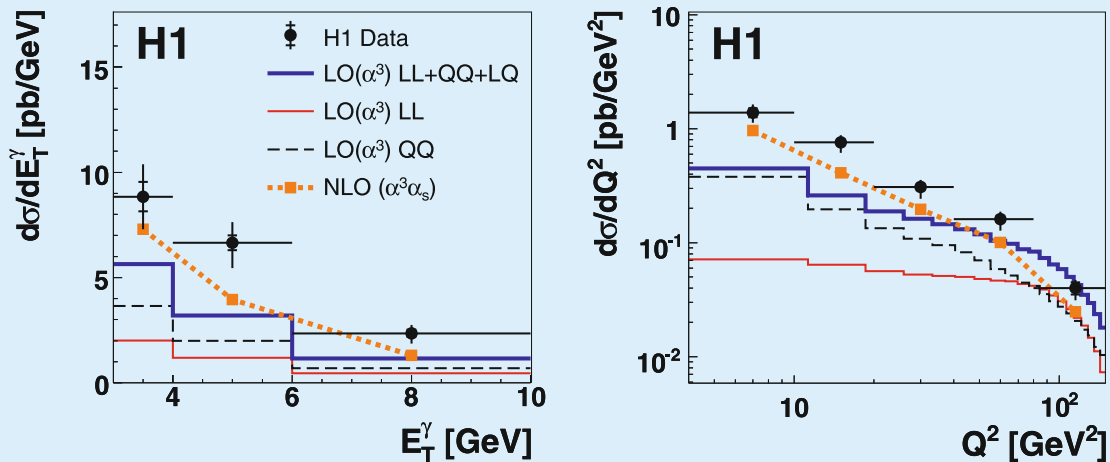 H1
H1 Data
LO(α³) LL+QQ+LQ
LO(α³) LL
LO(α³) QQ
NLO (α³αₛ)
dσ/dE_T^γ [pb/GeV]
15
10
5
0
4 6 8 10
E_T^γ [GeV]
H1
dσ/dQ² [pb/GeV²]
1
10⁻¹
10⁻²
10 10²
Q² [GeV²]